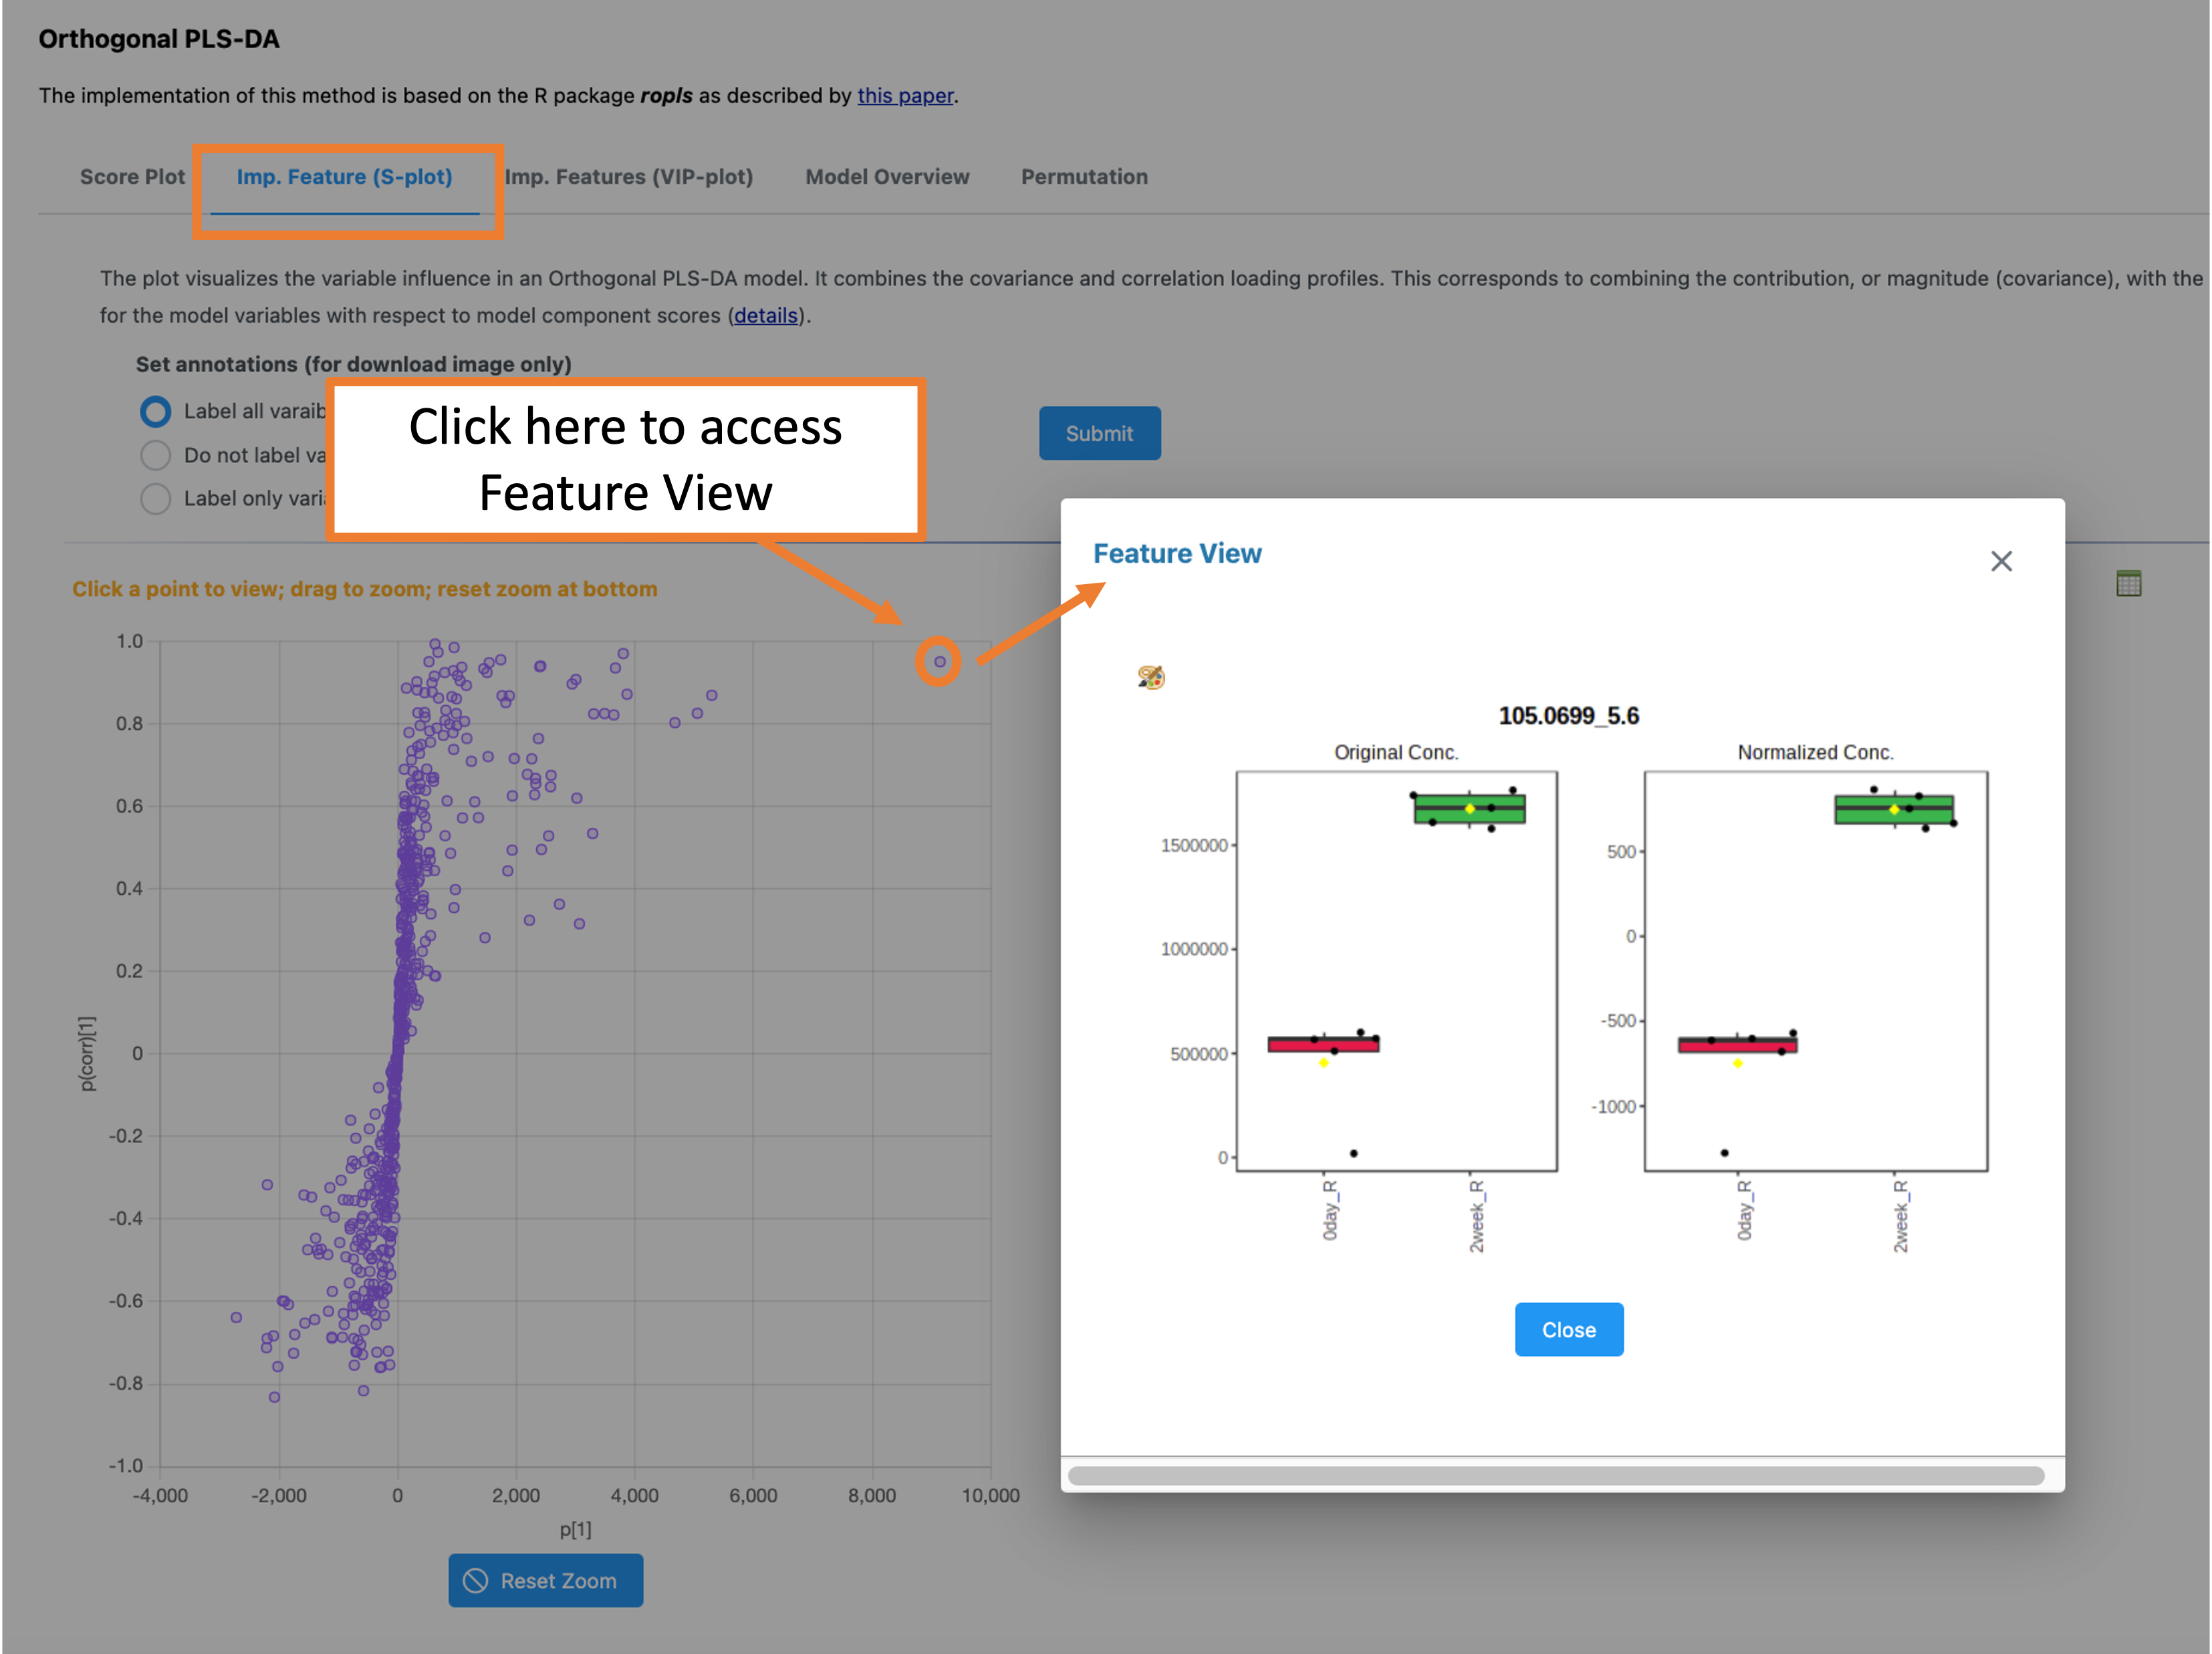 Orthogonal PLS-DA
The implementation of this method is based on the R package ropls as described by this paper.
Score Plot
Imp. Feature (S-plot)
Imp. Features (VIP-plot)
Model Overview
Permutation
The plot visualizes the variable influence in an Orthogonal PLS-DA model. It combines the covariance and correlation loading profiles. This corresponds to combining the contribution, or magnitude (covariance), with the
for the model variables with respect to model component scores (details).
Set annotations (for download image only)
Label all varaib
Do not label va
Label only vari
Click here to access
Feature View
Submit
Click a point to view; drag to zoom; reset zoom at bottom
1.0
0.8
0.6
0.4
0.2
0
-0.2
-0.4
-0.6
-0.8
-1.0
p(corr)[1]
-4,000
-2,000
0
2,000
4,000
6,000
8,000
10,000
p[1]
Reset Zoom
Feature View
105.0699_5.6
Original Conc.
1500000
1000000
500000
0
0day_R
2week_R
Normalized Conc.
500
0
-500
-1000
0day_R
2week_R
Close